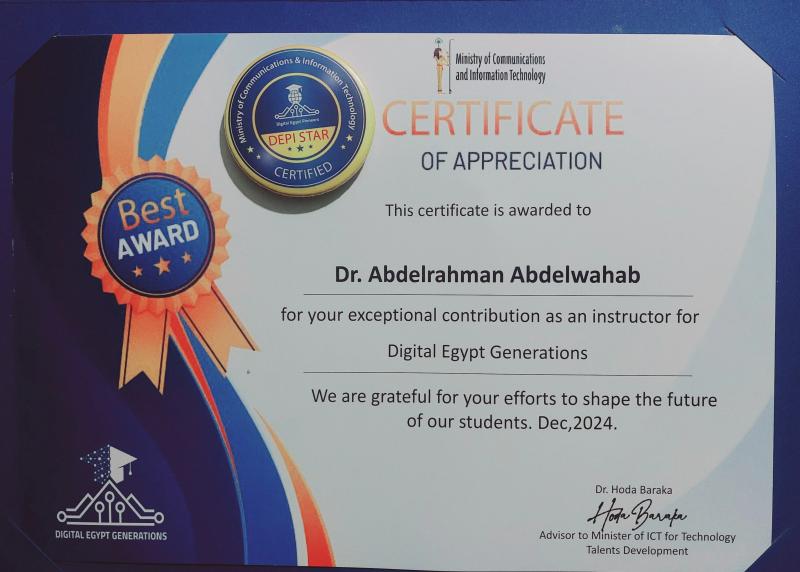 Ministry of Communications
and Information Technology
Ministry of Communications & Information Technology
Digital Egypt Pioneers
DEPI STAR
CERTIFIED
CERTIFICATE
OF APPRECIATION
Best
AWARD
This certificate is awarded to
Dr. Abdelrahman Abdelwahab
for your exceptional contribution as an instructor for
Digital Egypt Generations
We are grateful for your efforts to shape the future
of our students. Dec,2024.
Dr. Hoda Baraka
Hoda Baraka
Advisor to Minister of ICT for Technology
Talents Development
DIGITAL EGYPT GENERATIONS